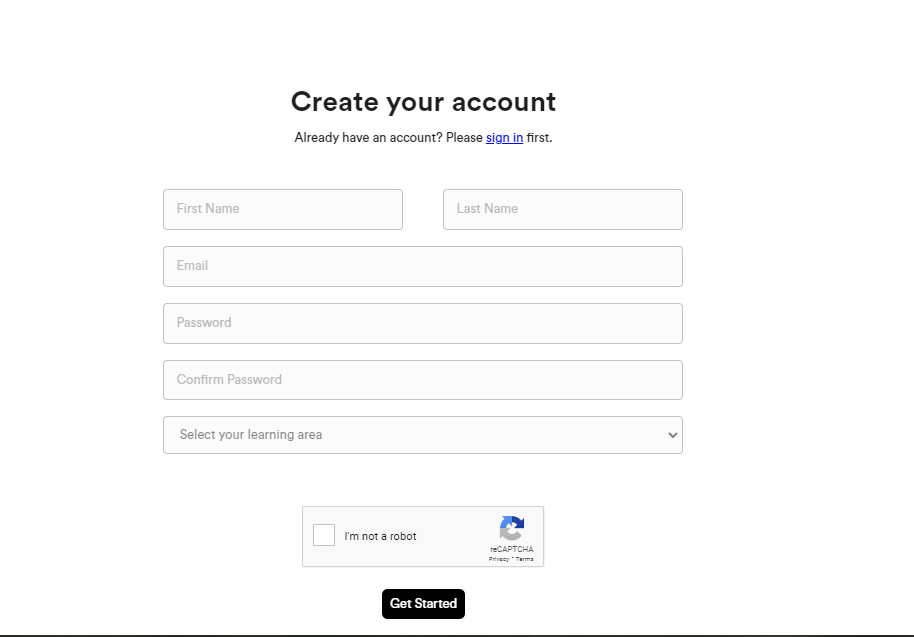 Create your account
Already have an account? Please sign in first.
First Name
Last Name
Email
Password
Confirm Password
Select your learning area
I'm not a robot
reCAPTCHA
Privacy - Terms
Get Started